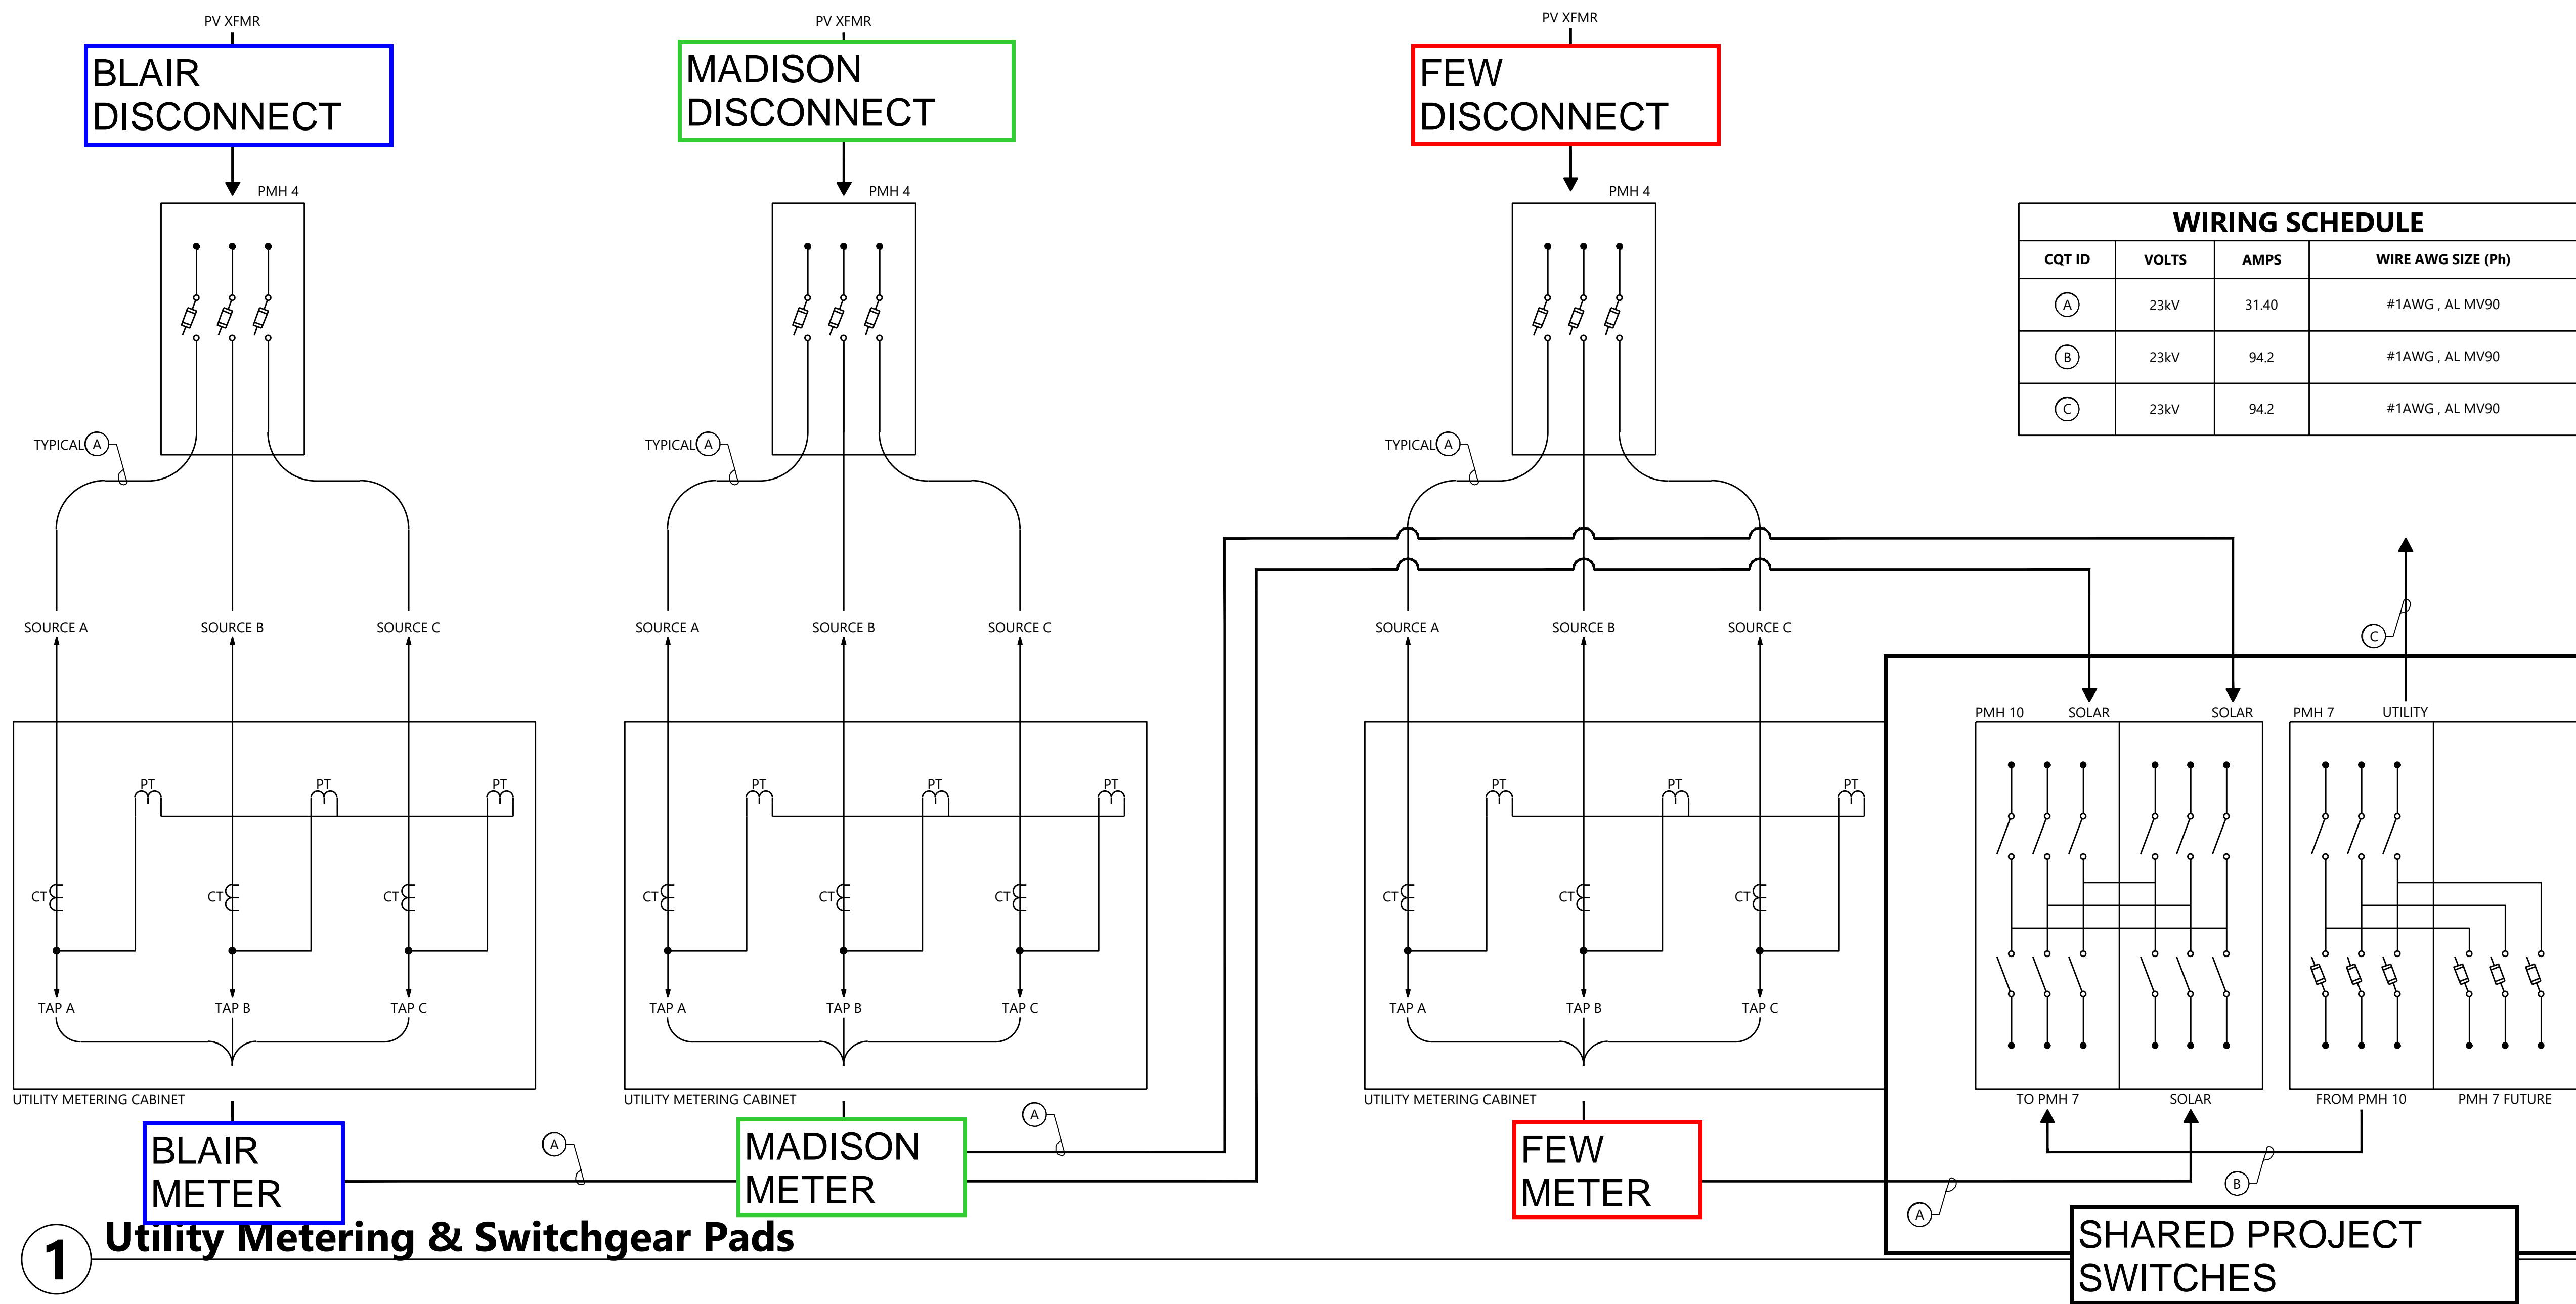 PV XFMR
BLAIR
DISCONNECT
PMH 4
TYPICAL A
SOURCE A
SOURCE B
SOURCE C
PT
PT
PT
CT
CT
CT
TAP A
TAP B
TAP C
UTILITY METERING CABINET
BLAIR
METER
A
PV XFMR
MADISON
DISCONNECT
PMH 4
TYPICAL A
SOURCE A
SOURCE B
SOURCE C
PT
PT
PT
CT
CT
CT
TAP A
TAP B
TAP C
UTILITY METERING CABINET
MADISON
METER
A
PV XFMR
FEW
DISCONNECT
PMH 4
TYPICAL A
SOURCE A
SOURCE B
SOURCE C
PT
PT
PT
CT
CT
CT
TAP A
TAP B
TAP C
UTILITY METERING CABINET
FEW
METER
A
WIRING SCHEDULE
CQT ID VOLTS AMPS WIRE AWG SIZE (Ph)
A 23kV 31.40 #1AWG , AL MV90
B 23kV 94.2 #1AWG , AL MV90
C 23kV 94.2 #1AWG , AL MV90
C
PMH 10 SOLAR SOLAR
PMH 7 UTILITY
TO PMH 7
SOLAR
FROM PMH 10
PMH 7 FUTURE
B
SHARED PROJECT
SWITCHES
1 Utility Metering & Switchgear Pads